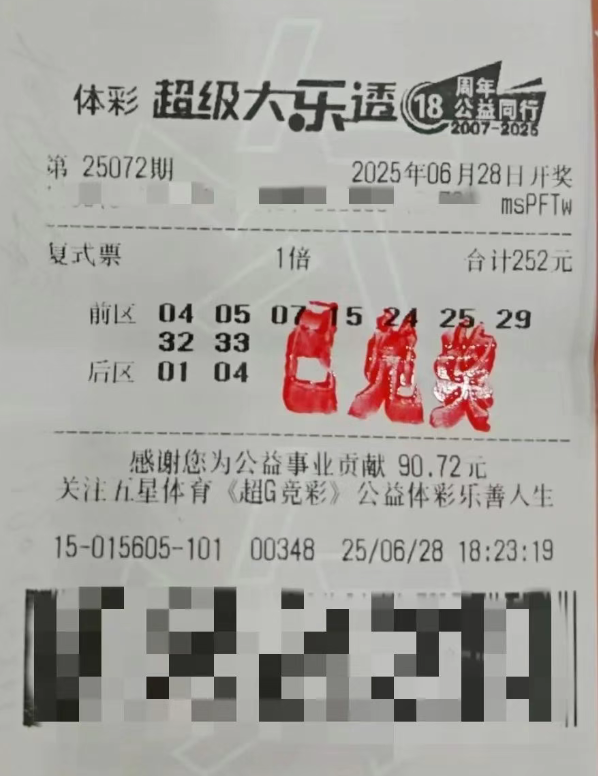 体彩 超级大乐透 18 周年 公益同行 2007-2025
第 25072期 2025年06月28日开奖
msPFTw
复式票 1倍 合计252元
前区 04 05 07 15 24 25 29
32 33
后区 01 04
已兑奖
感谢您为公益事业贡献 90.72元
关注五星体育《超G竞彩》公益体彩乐善人生
15-015605-101 00348 25/06/28 18:23:19